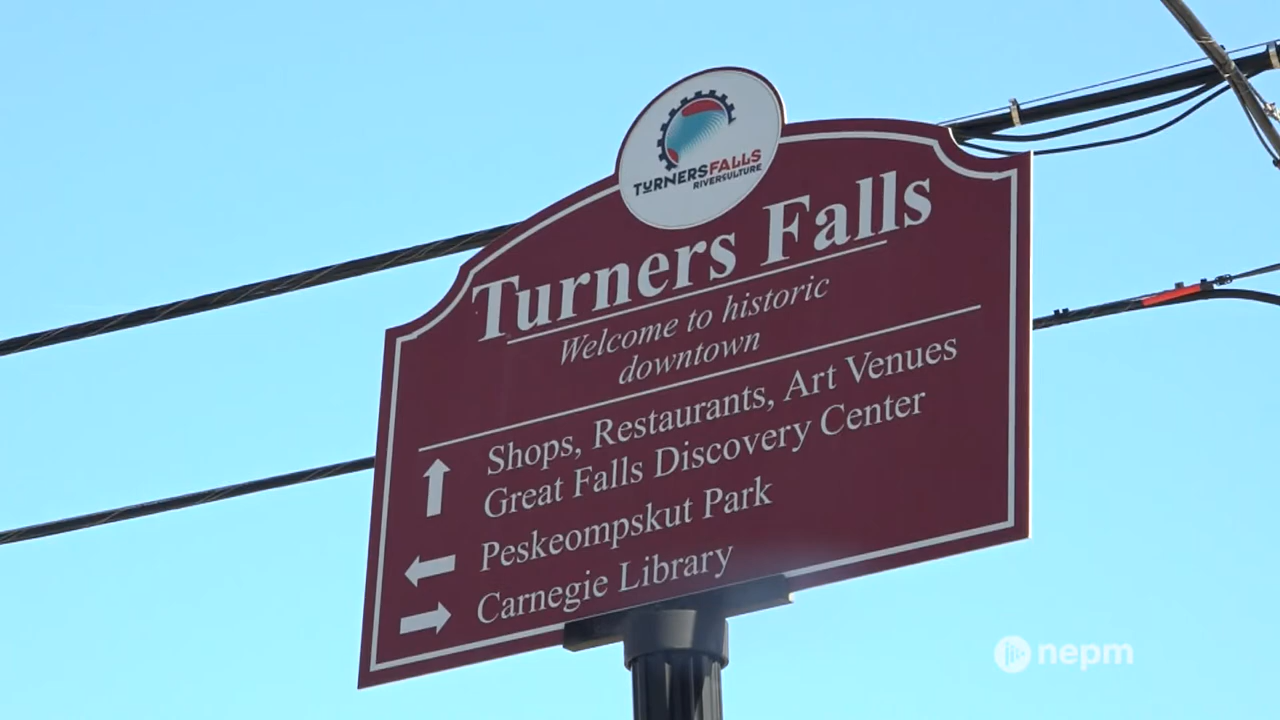 TURNERSFALLS
RIVERCULTURE
Turners Falls
Welcome to historic
downtown
Shops, Restaurants, Art Venues
Great Falls Discovery Center
Peskeompskut Park
Carnegie Library
nepm